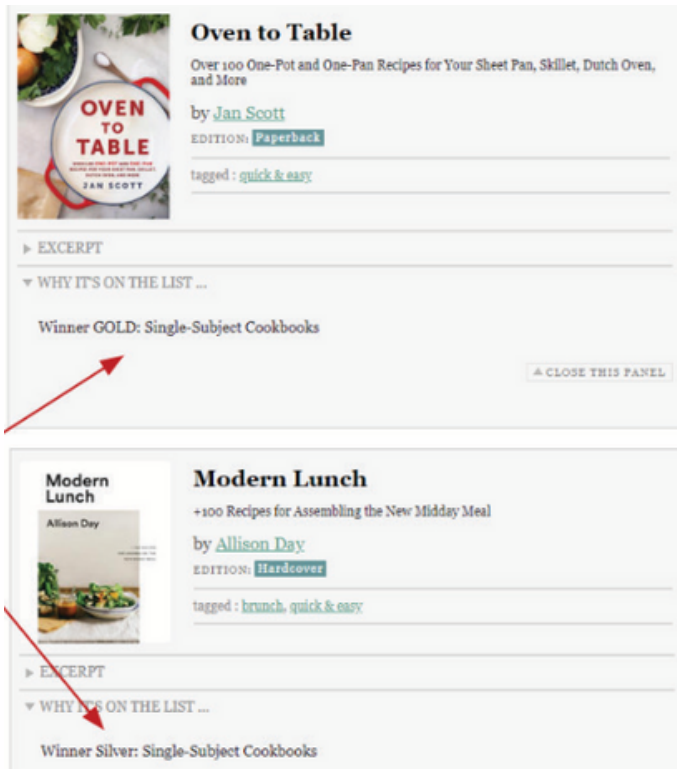 Oven to Table
Over 100 One-Pot and One-Pan Recipes for Your Sheet Pan, Skillet, Dutch Oven,
and More
by Jan Scott
EDITION: Paperback
tagged : quick & easy
OVEN
TO
TABLE
JAN SCOTT
EXCERPT
WHY IT'S ON THE LIST ...
Winner GOLD: Single-Subject Cookbooks
CLOSE THIS PANEL
Modern
Lunch
Allison Day
Modern Lunch
+100 Recipes for Assembling the New Midday Meal
by Allison Day
EDITION: Hardcover
tagged : brunch, quick & easy
EXCERPT
WHY IT'S ON THE LIST ...
Winner Silver: Single-Subject Cookbooks